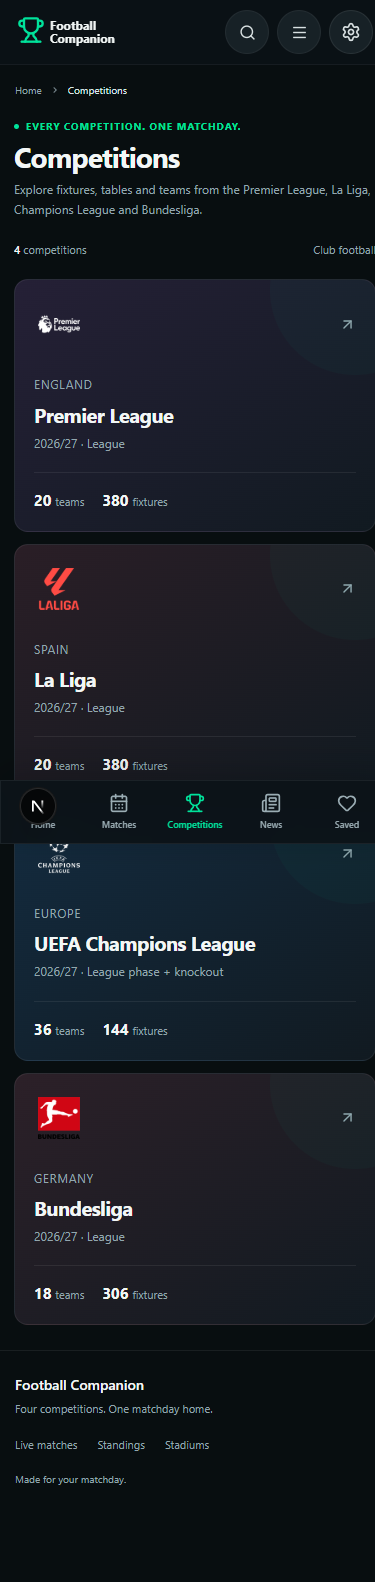 Football
Companion
Home > Competitions
EVERY COMPETITION. ONE MATCHDAY.
Competitions
Explore fixtures, tables and teams from the Premier League, La Liga,
Champions League and Bundesliga.
4 competitions
Club football
Premier
League
ENGLAND
Premier League
2026/27 · League
20 teams 380 fixtures
LALIGA
SPAIN
La Liga
2026/27 · League
20 teams 380 fixtures
N
Home
Matches
Competitions
News
Saved
CHAMPIONS
LEAGUE
EUROPE
UEFA Champions League
2026/27 · League phase + knockout
36 teams 144 fixtures
BUNDESLIGA
GERMANY
Bundesliga
2026/27 · League
18 teams 306 fixtures
Football Companion
Four competitions. One matchday home.
Live matches Standings Stadiums
Made for your matchday.